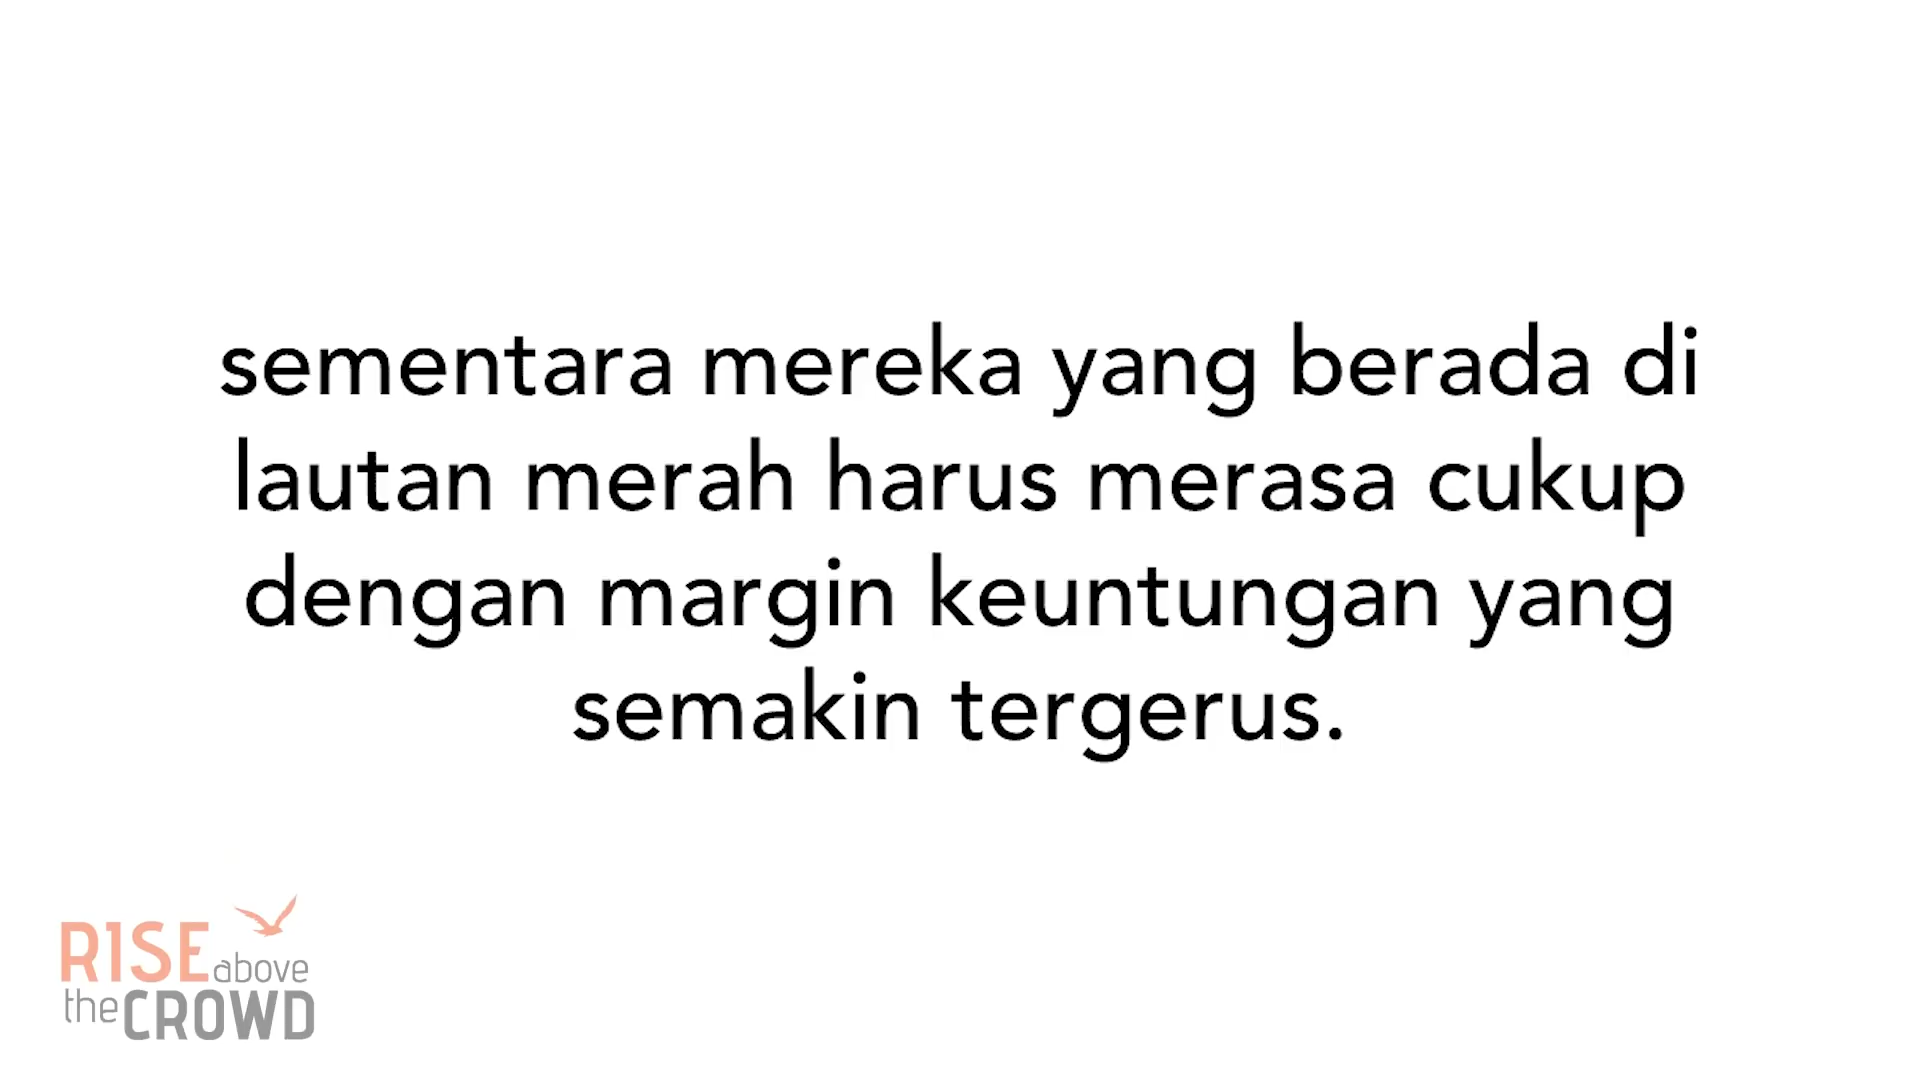 sementara mereka yang berada di
lautan merah harus merasa cukup
dengan margin keuntungan yang
semakin tergerus.
RISE above
the CROWD